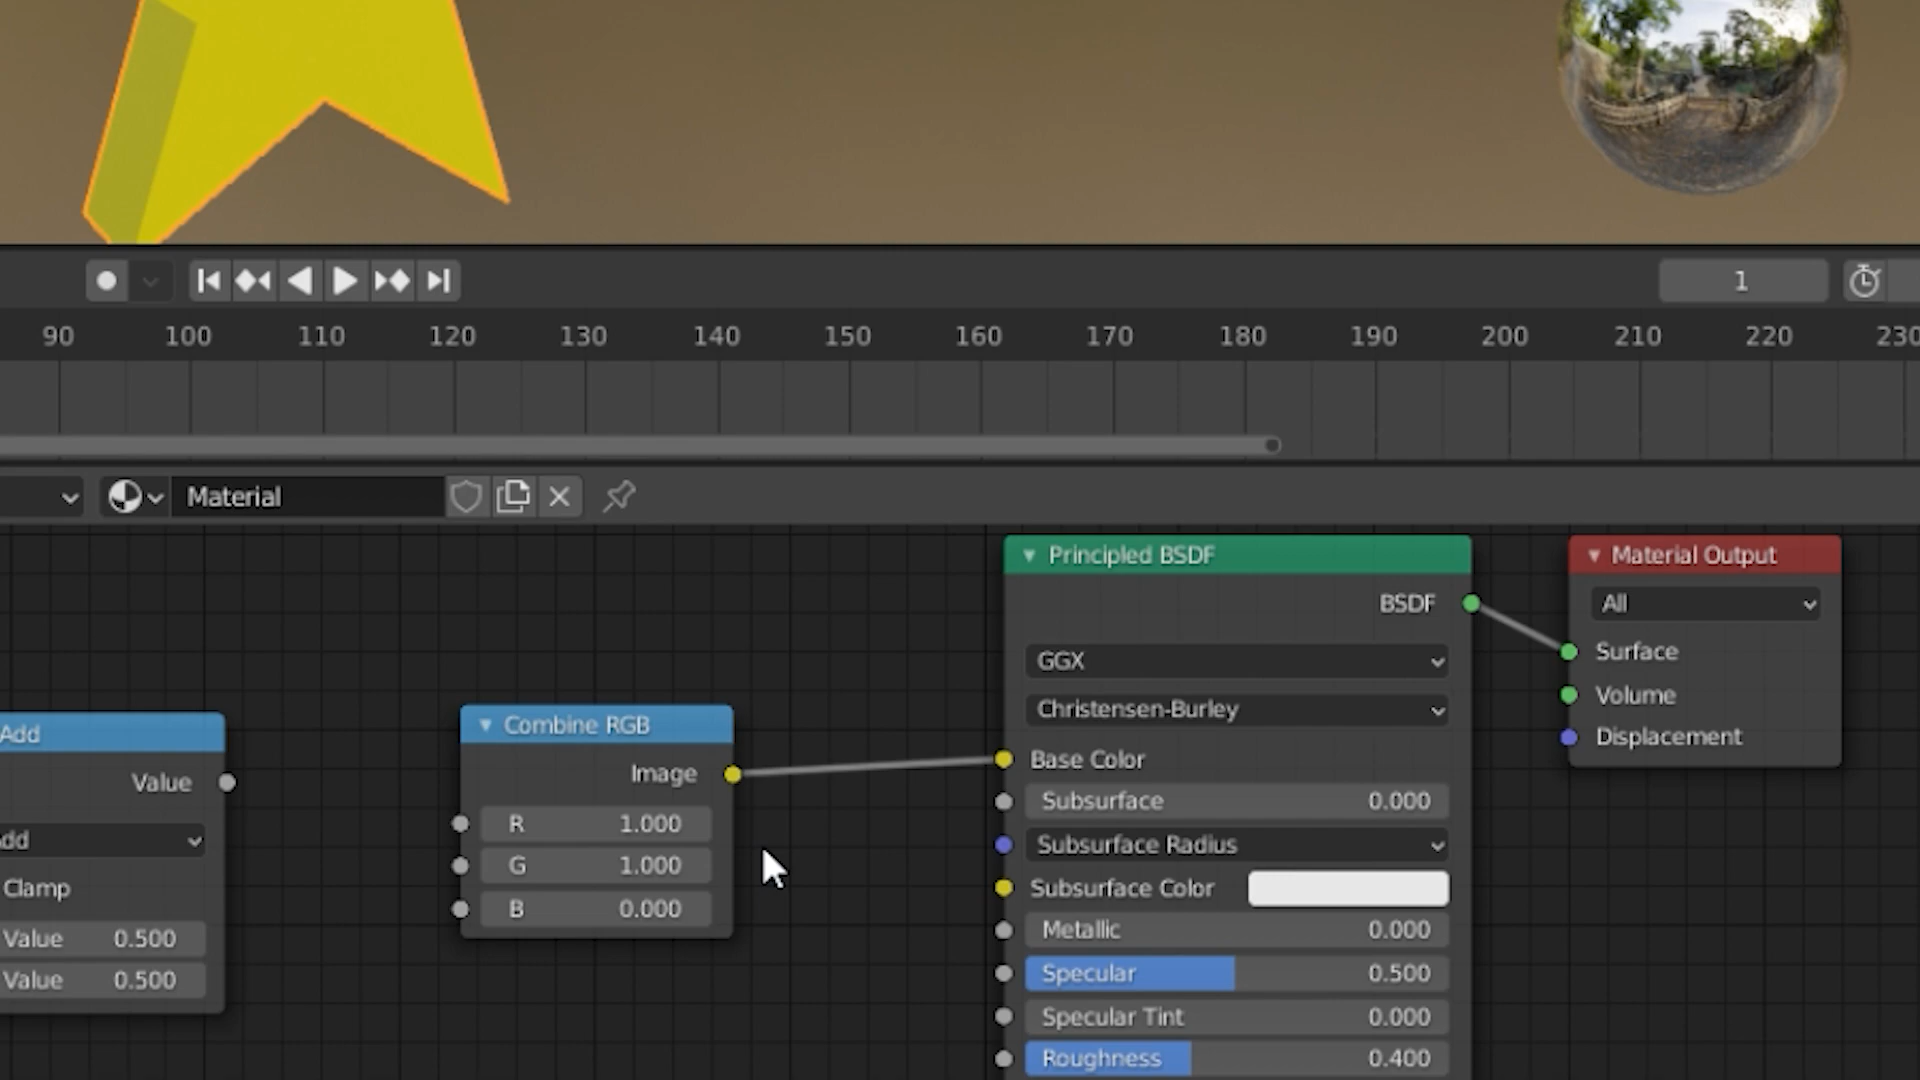 1
90 100 110 120 130 140 150 160 170 180 190 200 210 220 230
Material
Add
Value
Add
Clamp
Value 0.500
Value 0.500
Combine RGB
Image
R 1.000
G 1.000
B 0.000
Principled BSDF
BSDF
GGX
Christensen-Burley
Base Color
Subsurface 0.000
Subsurface Radius
Subsurface Color
Metallic 0.000
Specular 0.500
Specular Tint 0.000
Roughness 0.400
Material Output
All
Surface
Volume
Displacement